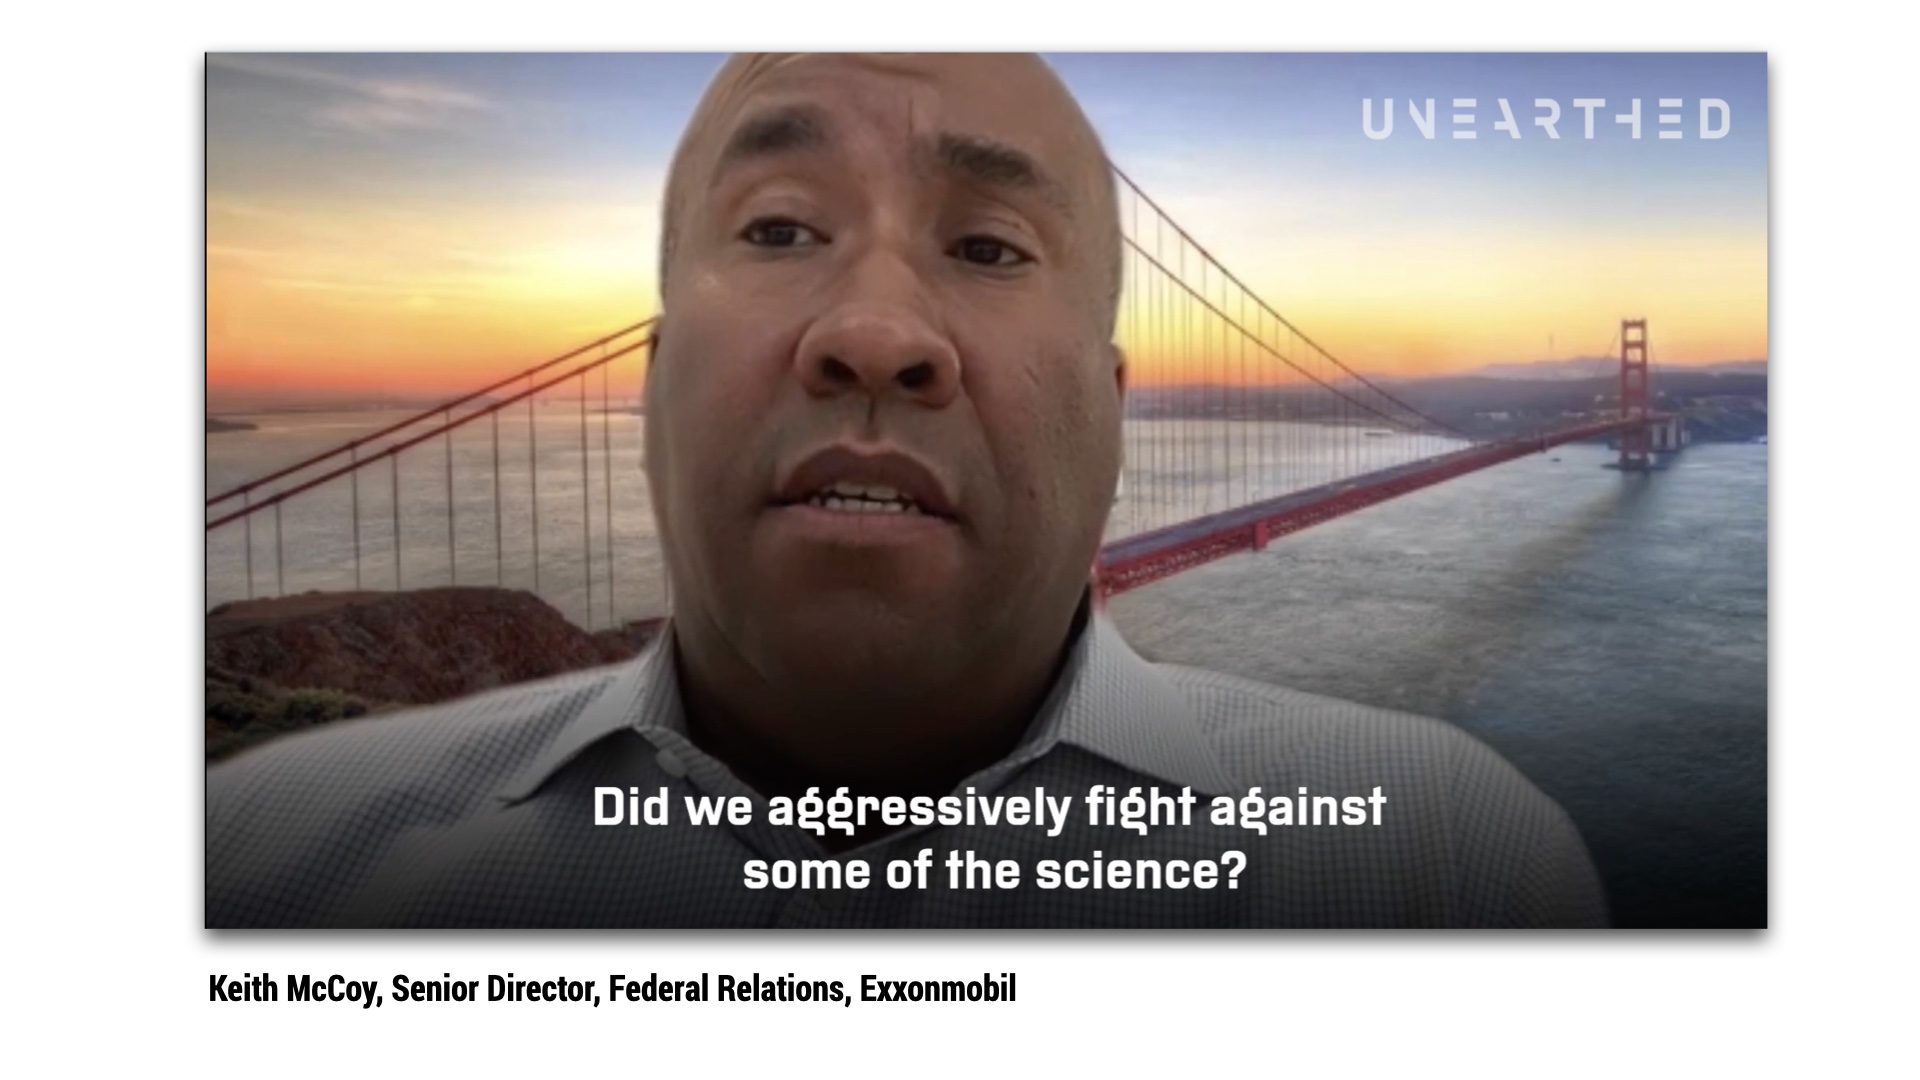 UNEARTHED
Did we aggressively fight against
some of the science?
Keith McCoy, Senior Director, Federal Relations, Exxonmobil